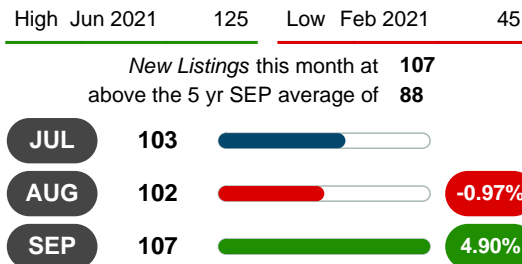 High Jun 2021 125 Low Feb 2021 45
New Listings this month at 107
above the 5 yr SEP average of 88
JUL 103
AUG 102 -0.97%
SEP 107 4.90%